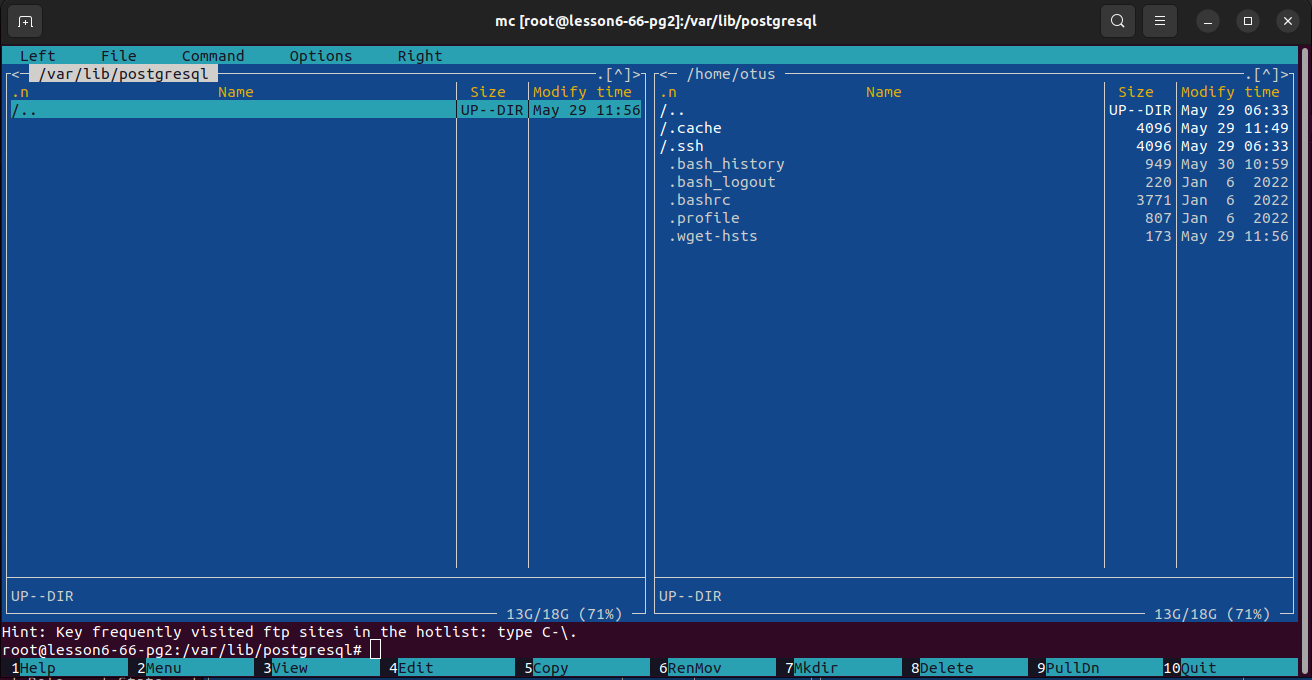 mc [root@lesson6-66-pg2]:/var/lib/postgresql
Left File Command Options Right
<─ /var/lib/postgresql ─.[^]>
.n Name Size Modify time
/.. UP--DIR May 29 11:56
UP--DIR
13G/18G (71%)
<─ /home/otus ─.[^]>
.n Name Size Modify time
/.. UP--DIR May 29 06:33
/.cache 4096 May 29 11:49
/.ssh 4096 May 29 06:33
.bash_history 949 May 30 10:59
.bash_logout 220 Jan 6 2022
.bashrc 3771 Jan 6 2022
.profile 807 Jan 6 2022
.wget-hsts 173 May 29 11:56
UP--DIR
13G/18G (71%)
Hint: Key frequently visited ftp sites in the hotlist: type C-\.
root@lesson6-66-pg2:/var/lib/postgresql#
1Help 2Menu 3View 4Edit 5Copy 6RenMov 7Mkdir 8Delete 9PullDn 10Quit